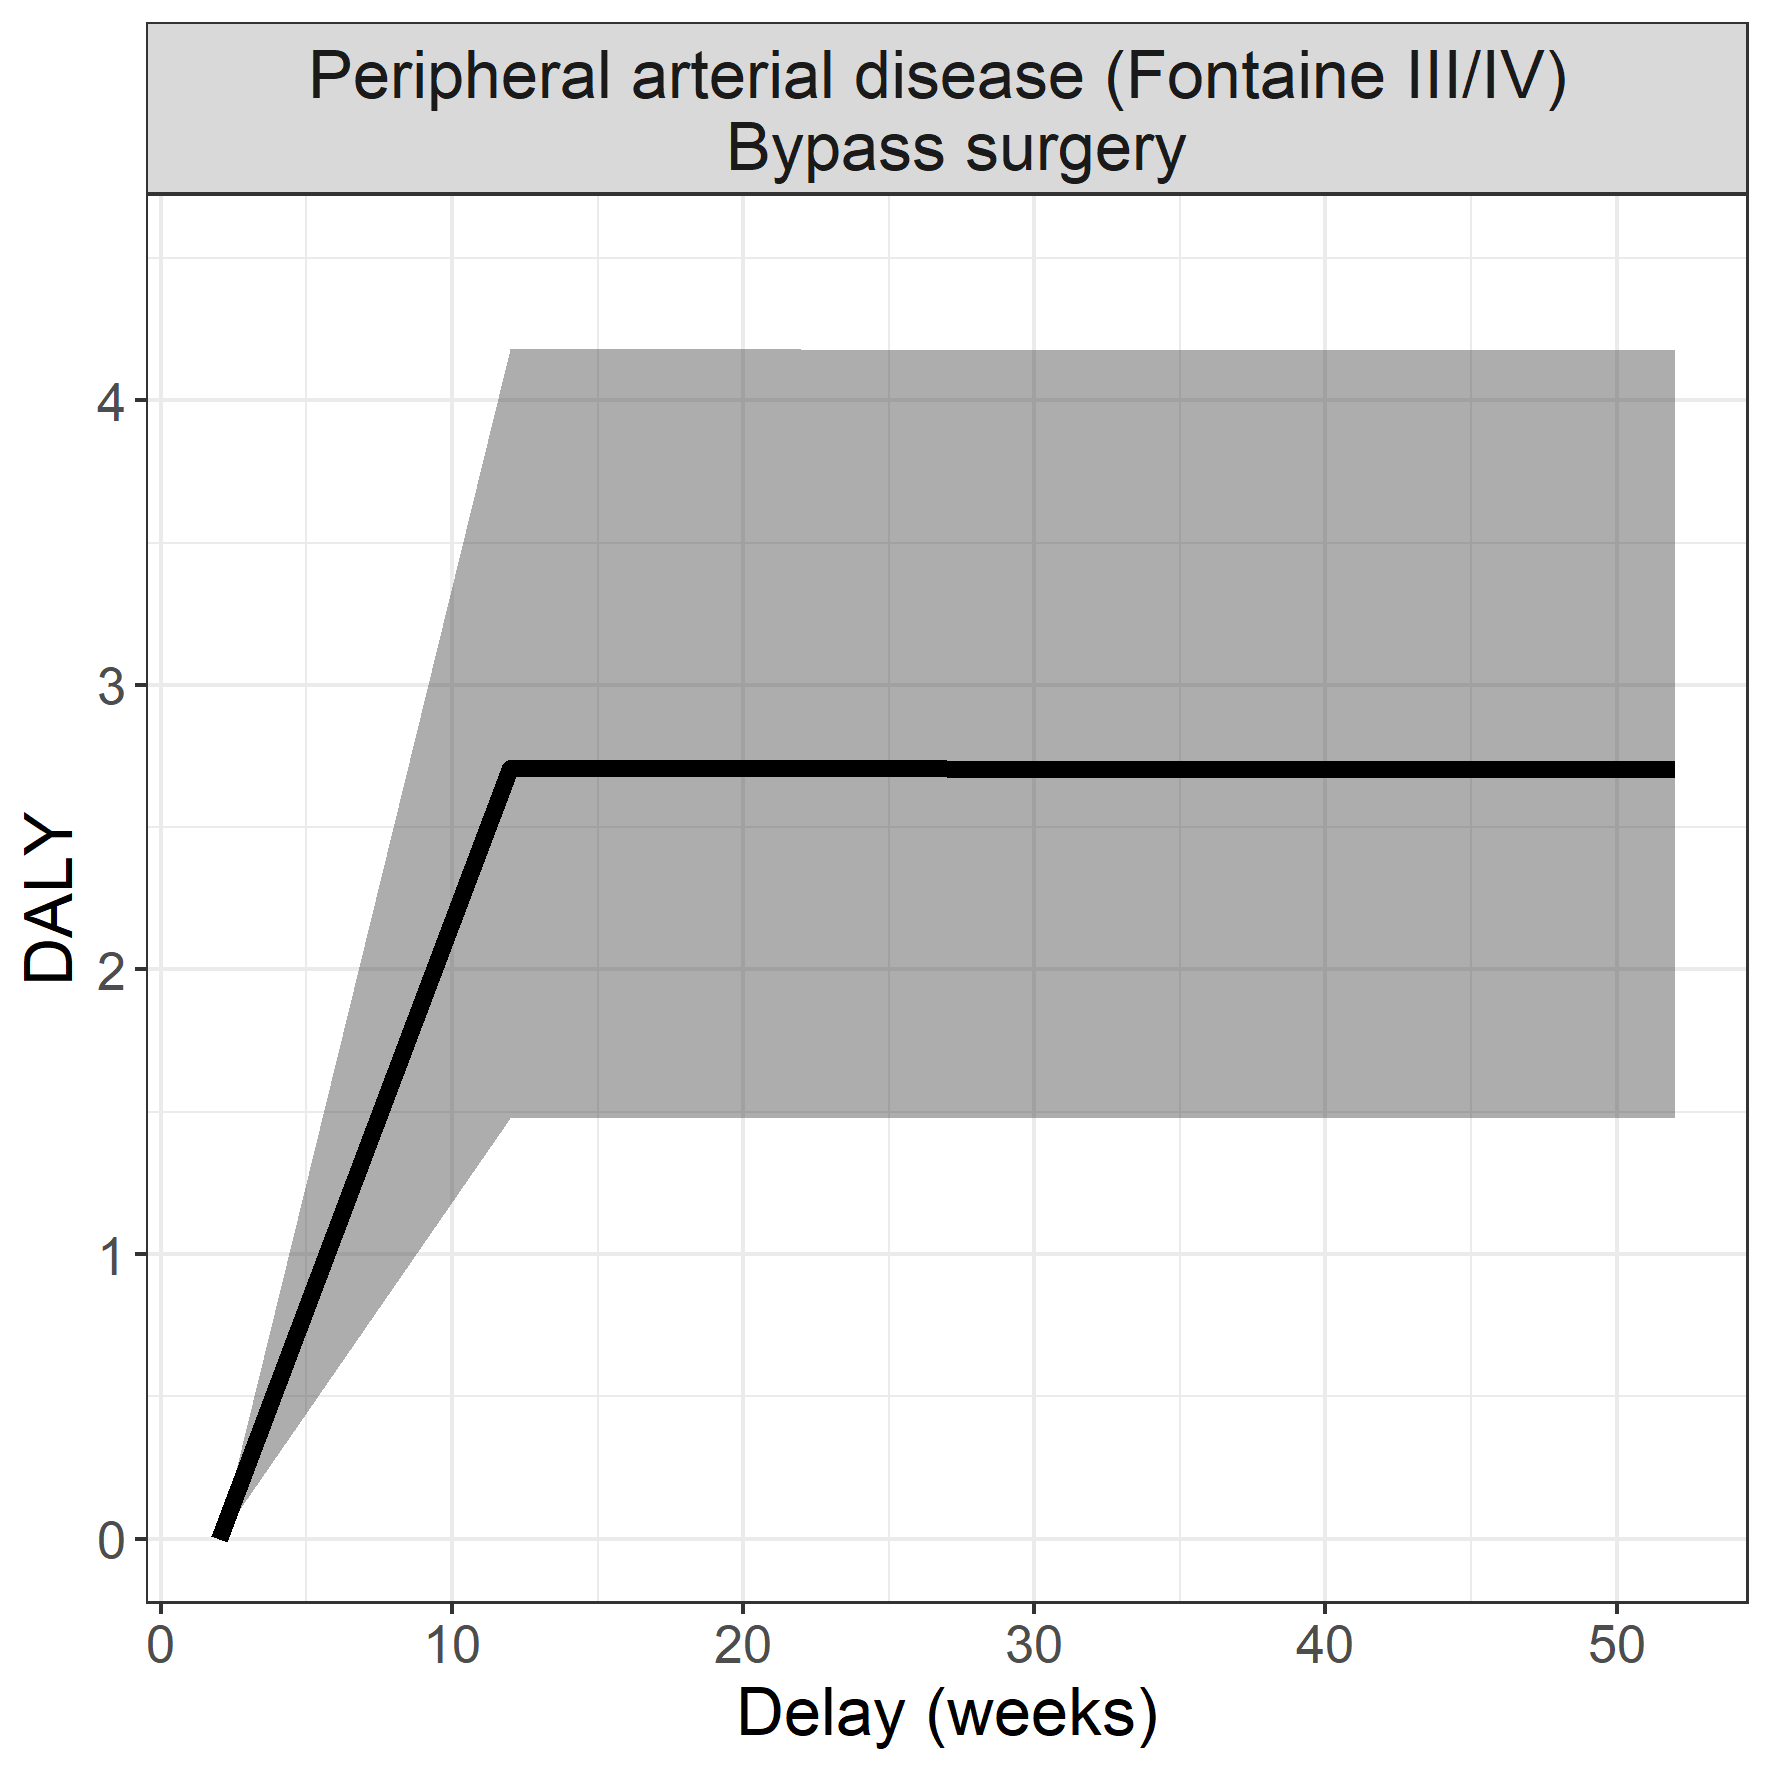 Peripheral arterial disease (Fontaine III/IV)
Bypass surgery
DALY
4
3
2
1
0
0 10 20 30 40 50
Delay (weeks)